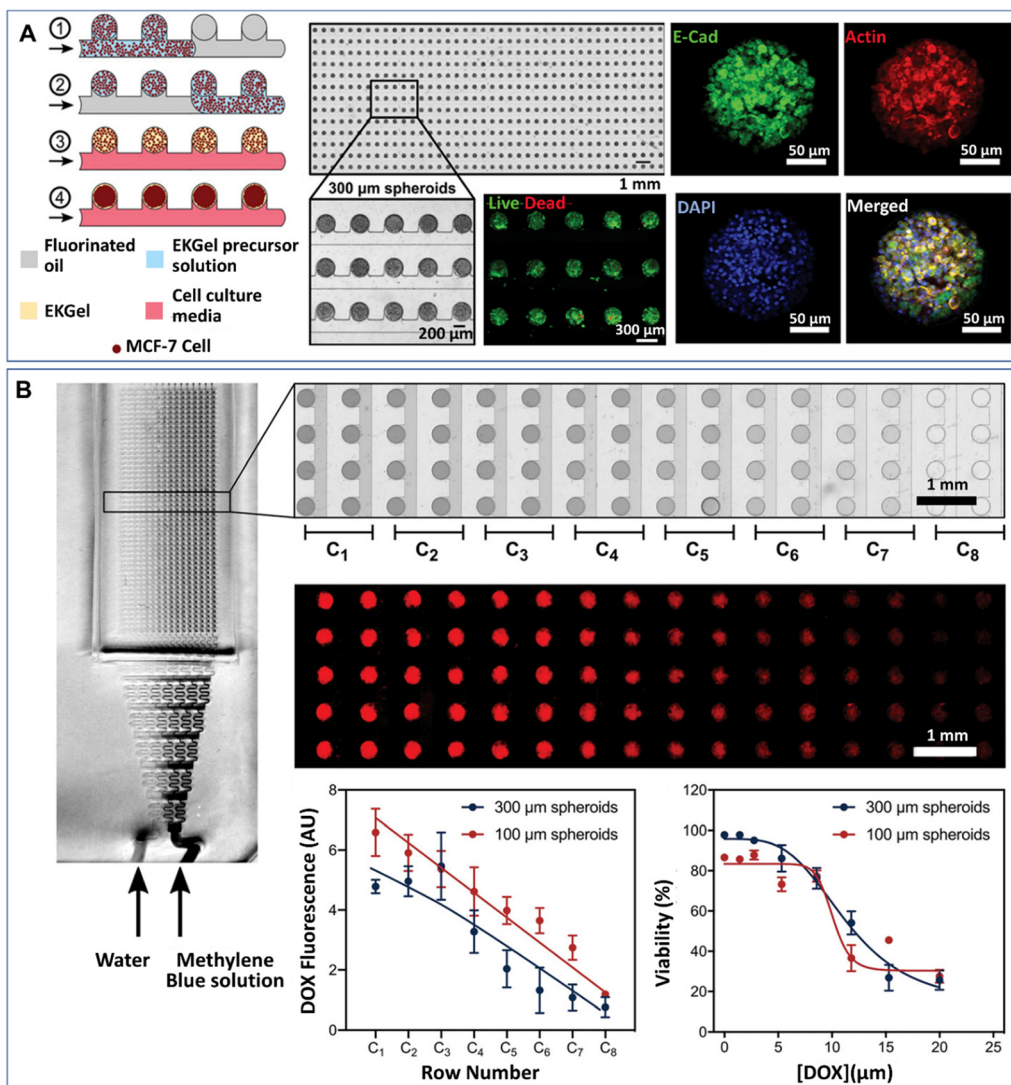 A
①
②
③
④
Fluorinated
oil
EKGel precursor
solution
EKGel
Cell culture
media
MCF-7 Cell
1 mm
300 µm spheroids
200 µm
Live Dead
300 µm
E-Cad
50 µm
Actin
50 µm
DAPI
50 µm
Merged
50 µm
B
Water
Methylene
Blue solution
1 mm
C₁ C₂ C₃ C₄ C₅ C₆ C₇ C₈
1 mm
DOX Fluorescence (AU)
8
6
4
2
0
300 µm spheroids
100 µm spheroids
C₁ C₂ C₃ C₄ C₅ C₆ C₇ C₈
Row Number
Viability (%)
120
100
80
60
40
20
0
300 µm spheroids
100 µm spheroids
0 5 10 15 20 25
[DOX](µm)